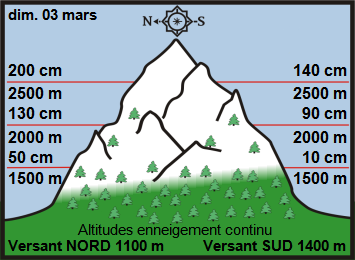 dim. 03 mars
N S
200 cm 140 cm
2500 m 2500 m
130 cm 90 cm
2000 m 2000 m
50 cm 10 cm
1500 m 1500 m
Altitudes enneigement continu
Versant NORD 1100 m Versant SUD 1400 m